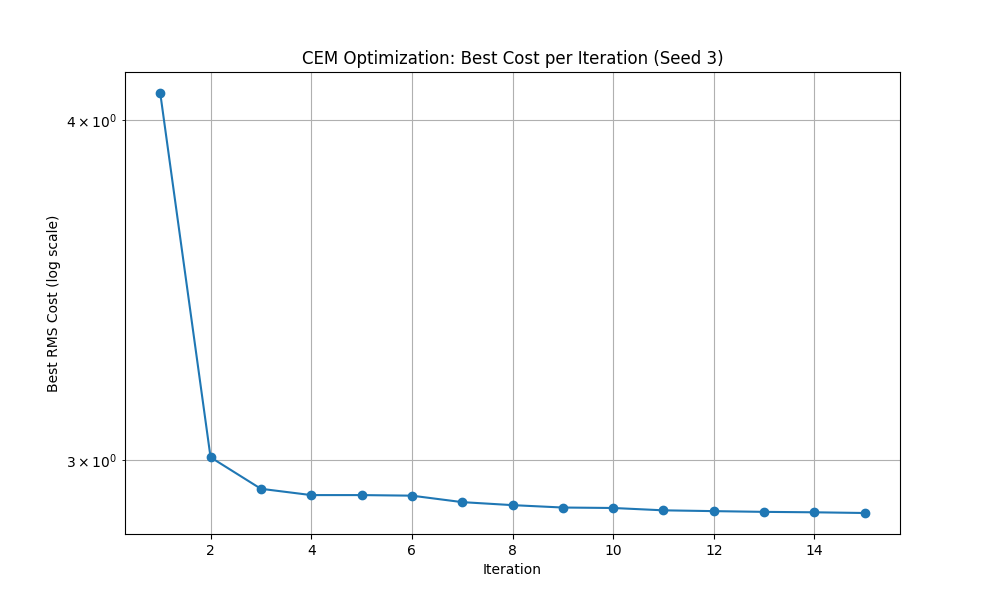 CEM Optimization: Best Cost per Iteration (Seed 3)
Best RMS Cost (log scale)
4 × 10⁰
3 × 10⁰
2 4 6 8 10 12 14
Iteration